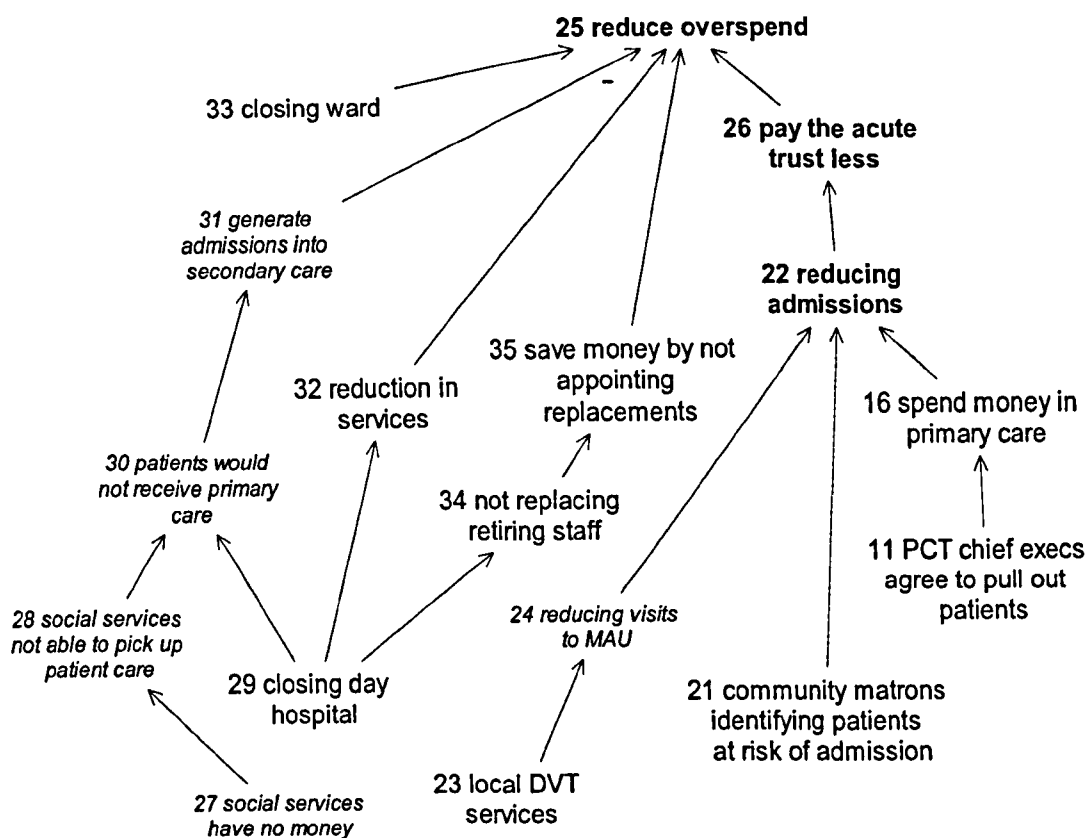 25 reduce overspend
-
33 closing ward
26 pay the acute
trust less
31 generate
admissions into
secondary care
22 reducing
admissions
35 save money by not
appointing
replacements
32 reduction in
services
16 spend money in
primary care
30 patients would
not receive primary
care
34 not replacing
retiring staff
11 PCT chief execs
agree to pull out
patients
28 social services
not able to pick up
patient care
24 reducing visits
to MAU
29 closing day
hospital
21 community matrons
identifying patients
at risk of admission
23 local DVT
services
27 social services
have no money